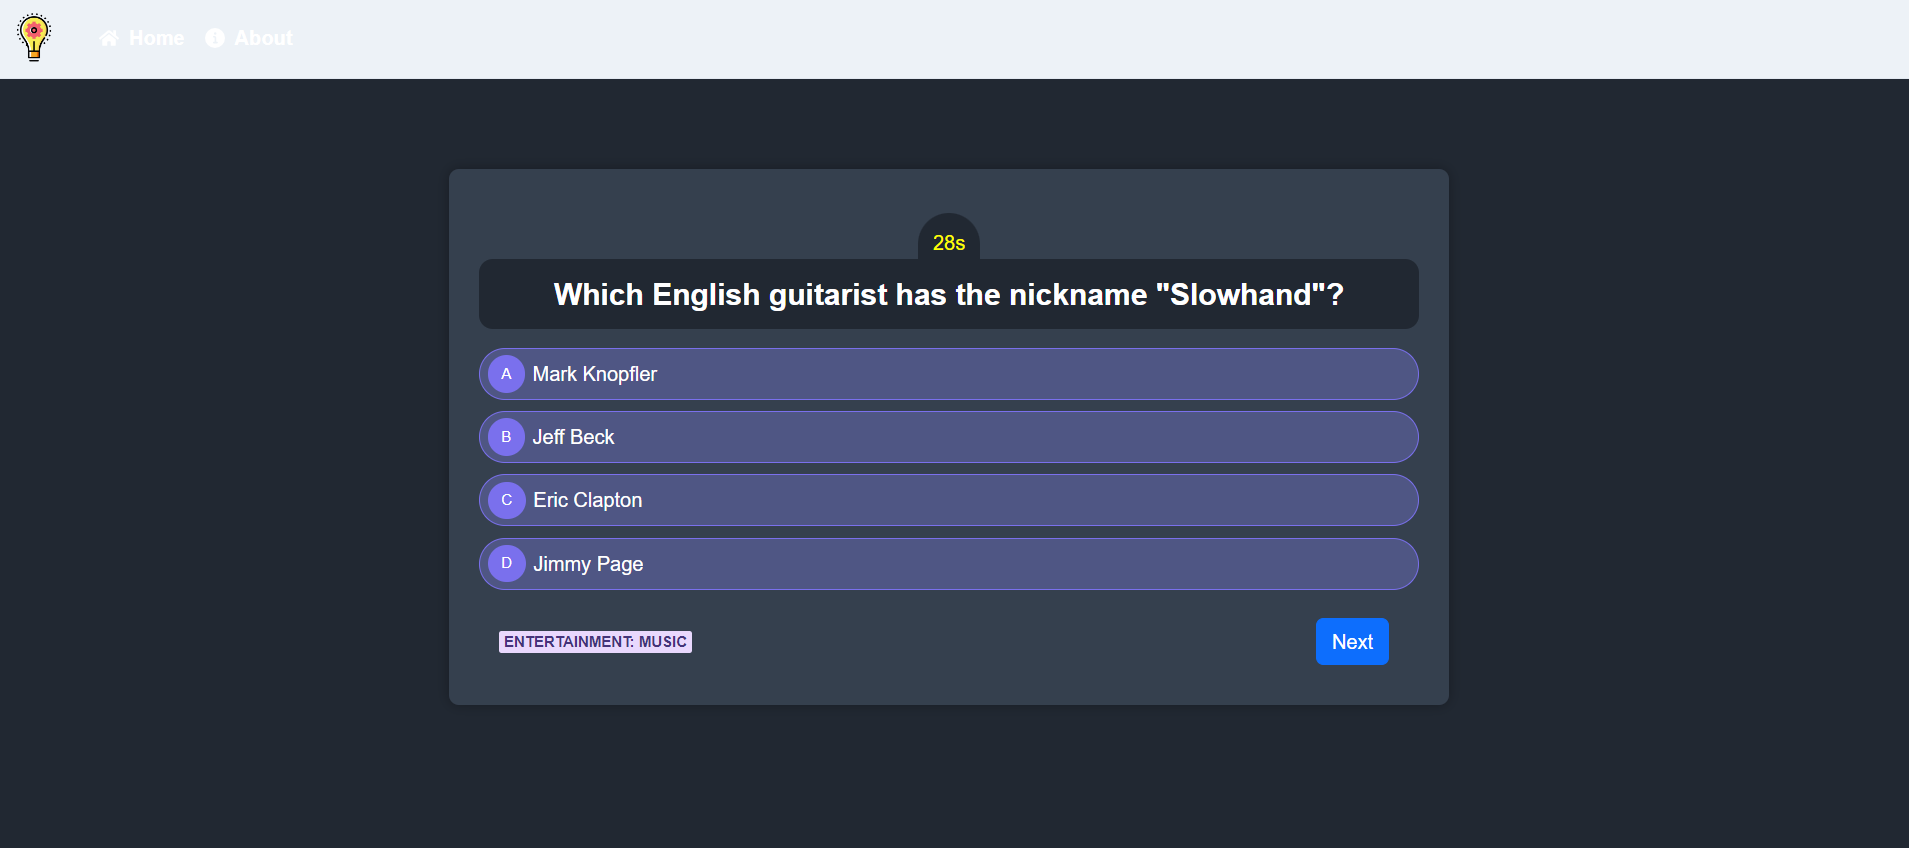 Home About
28s
Which English guitarist has the nickname "Slowhand"?
A Mark Knopfler
B Jeff Beck
C Eric Clapton
D Jimmy Page
ENTERTAINMENT: MUSIC Next